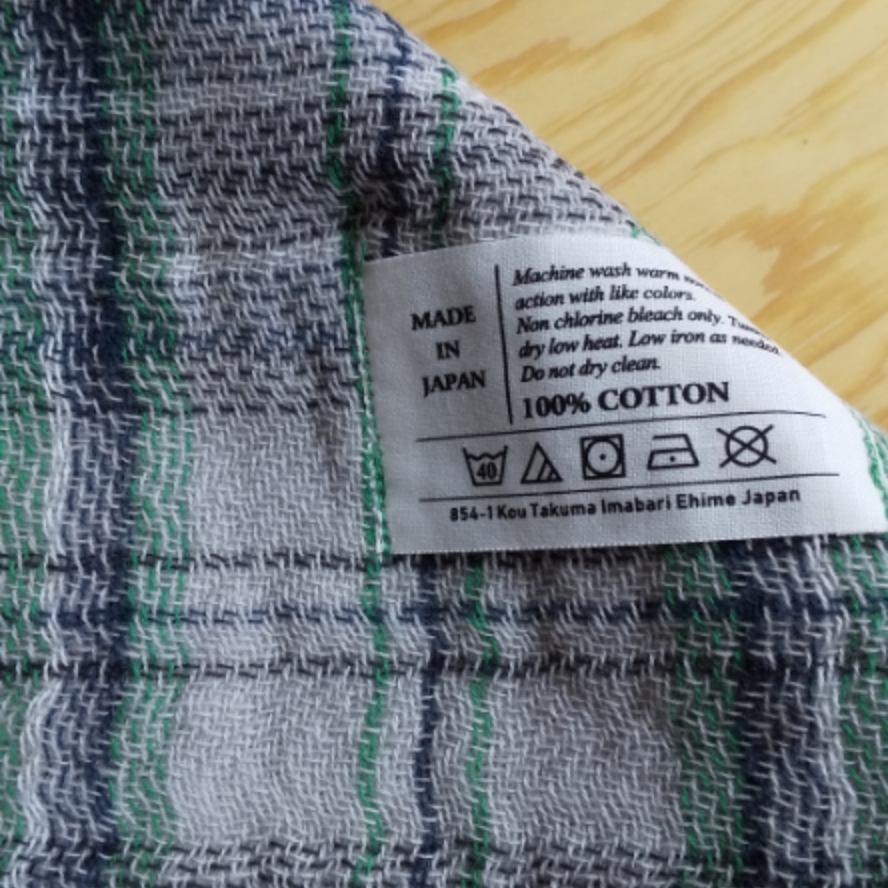 MADE
IN
JAPAN
Machine wash warm
action with like colors.
Non chlorine bleach only.
dry low heat. Low iron as needed.
Do not dry clean.
100% COTTON
40
854-1 Kou Takuma Imabari Ehime Japan